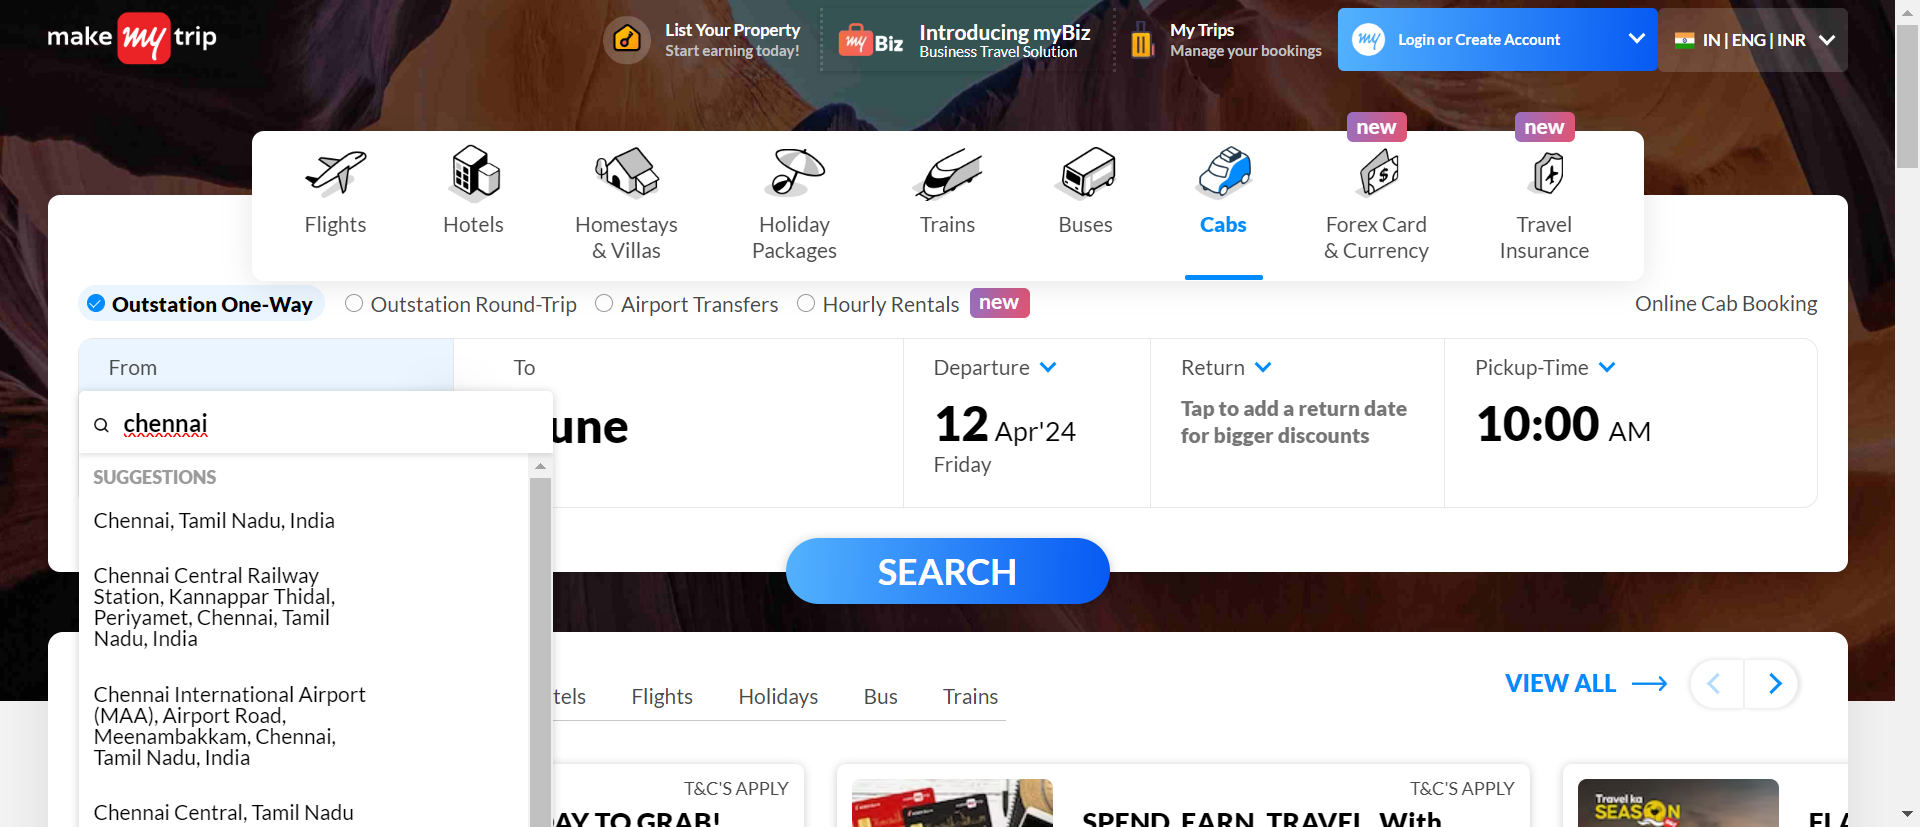 make my trip
List Your Property
Start earning today!
my Biz
Introducing myBiz
Business Travel Solution
My Trips
Manage your bookings
my
Login or Create Account
IN | ENG | INR
new
new
Flights
Hotels
Homestays
& Villas
Holiday
Packages
Trains
Buses
Cabs
Forex Card
& Currency
Travel
Insurance
Outstation One-Way
Outstation Round-Trip
Airport Transfers
Hourly Rentals
new
Online Cab Booking
From
To
Departure
Return
Pickup-Time
chennai
une
12 Apr'24
Friday
Tap to add a return date
for bigger discounts
10:00 AM
SUGGESTIONS
Chennai, Tamil Nadu, India
Chennai Central Railway
Station, Kannappar Thidal,
Periyamet, Chennai, Tamil
Nadu, India
Chennai International Airport
(MAA), Airport Road,
Meenambakkam, Chennai,
Tamil Nadu, India
Chennai Central, Tamil Nadu
SEARCH
tels
Flights
Holidays
Bus
Trains
VIEW ALL
T&C'S APPLY
AY TO GRAB!
T&C'S APPLY
SPEND, EARN, TRAVEL, With
Travel ka
SEASON